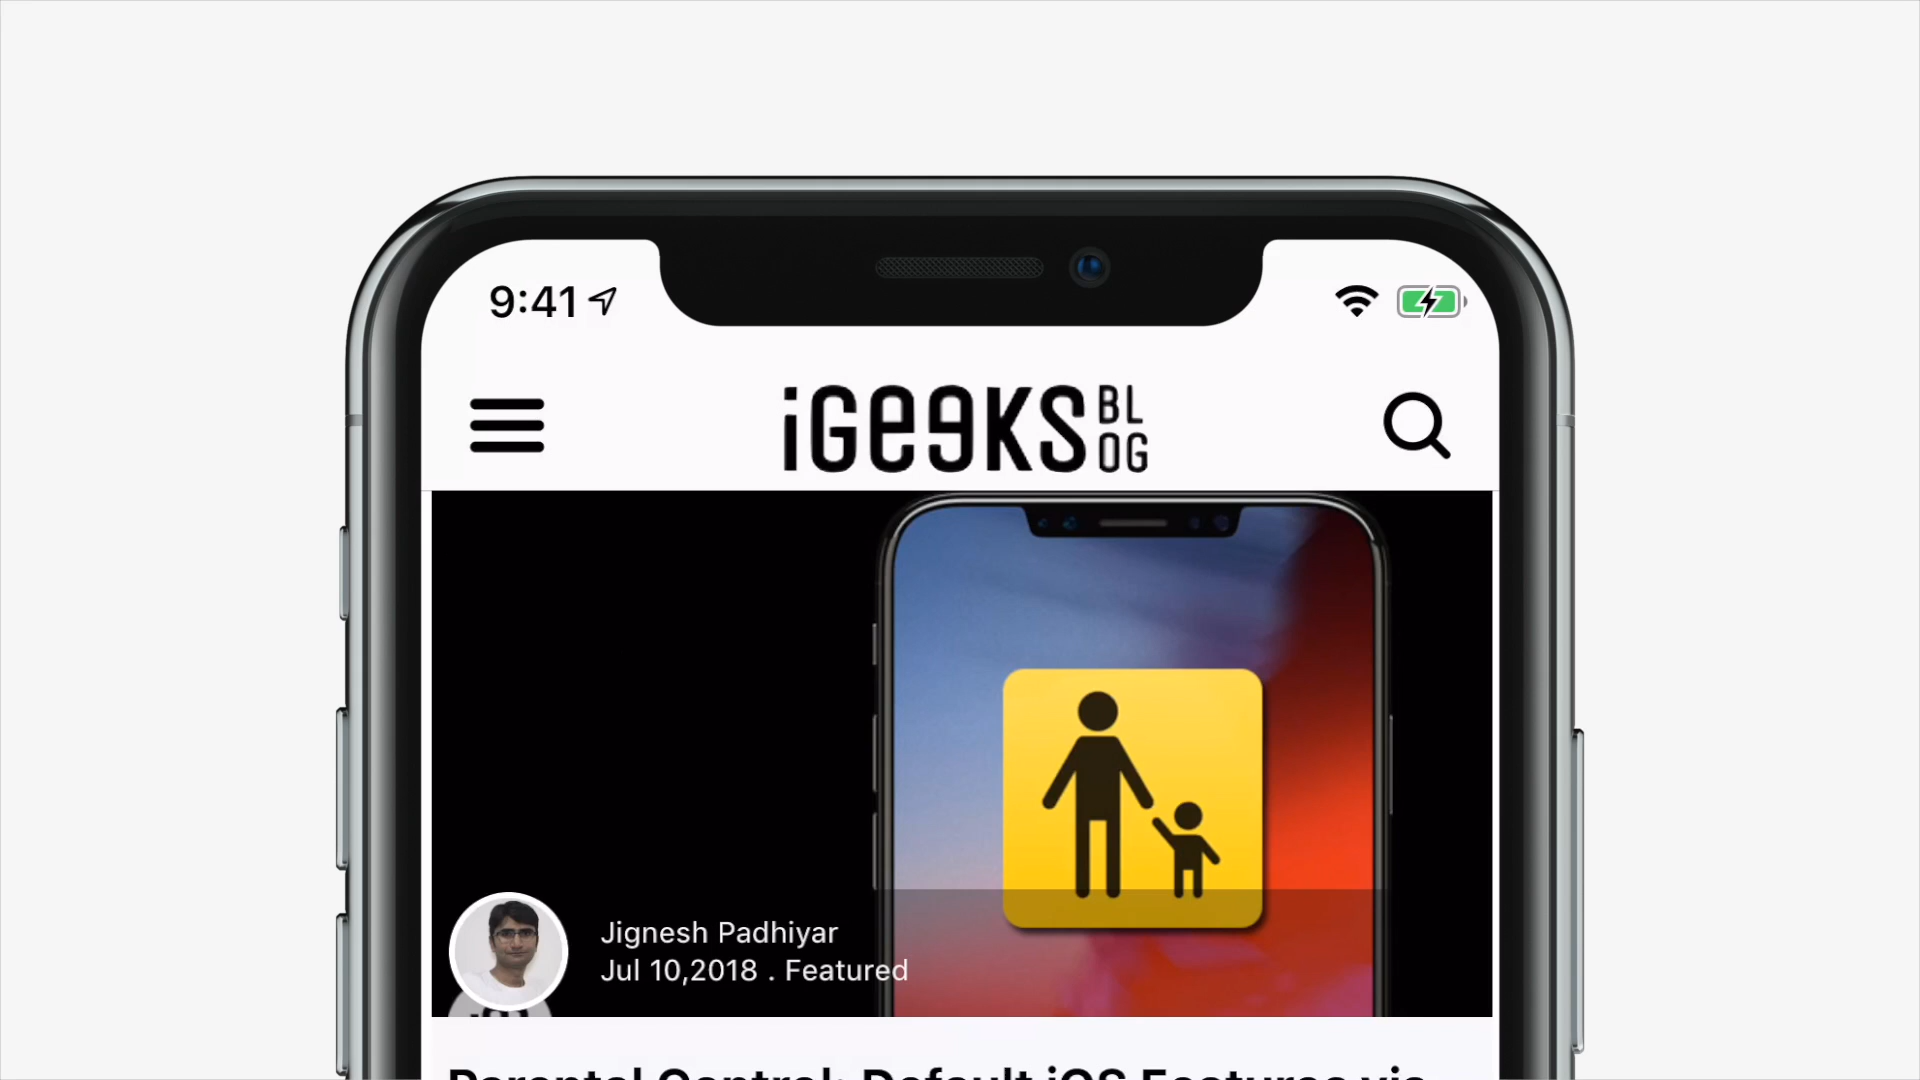 9:41
iGeeKS BLOG
Jignesh Padhiyar
Jul 10,2018 . Featured
Parental Control: Default iOS Features via